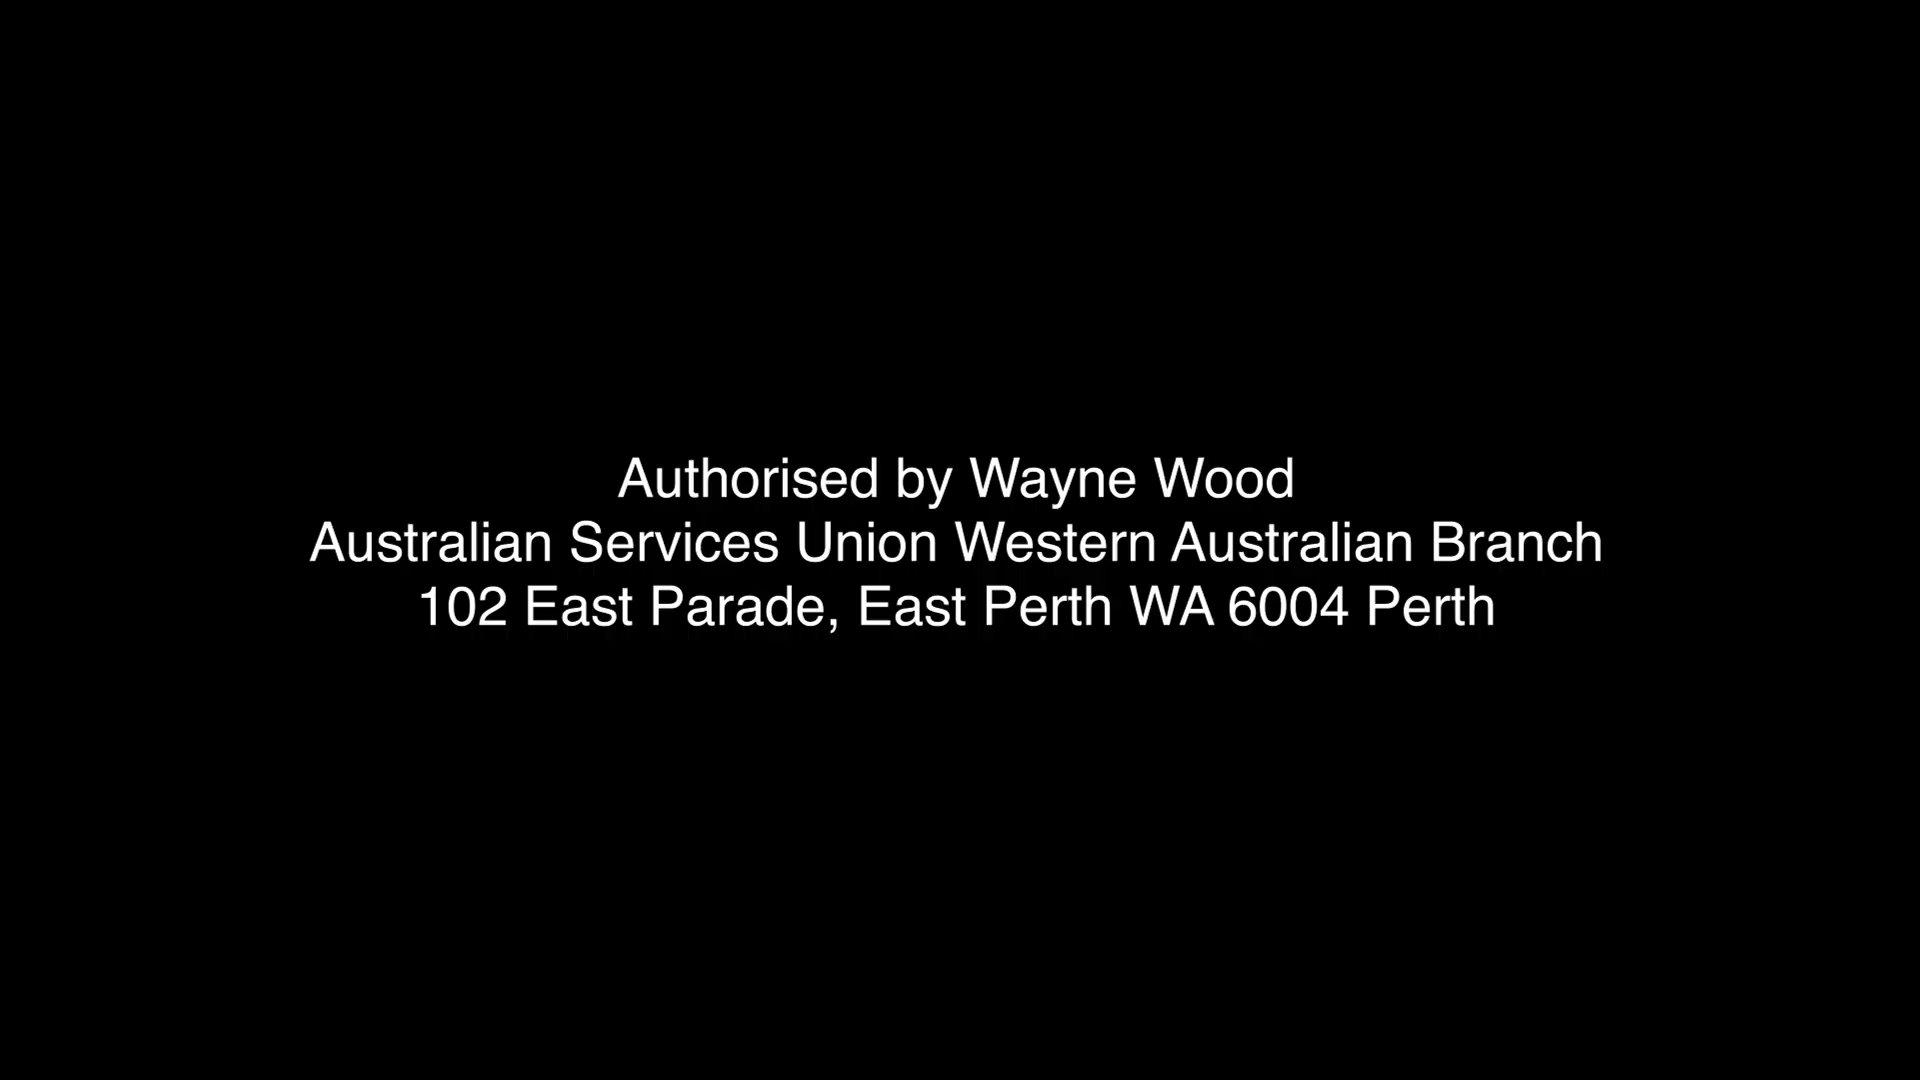 Authorised by Wayne Wood
Australian Services Union Western Australian Branch
102 East Parade, East Perth WA 6004 Perth